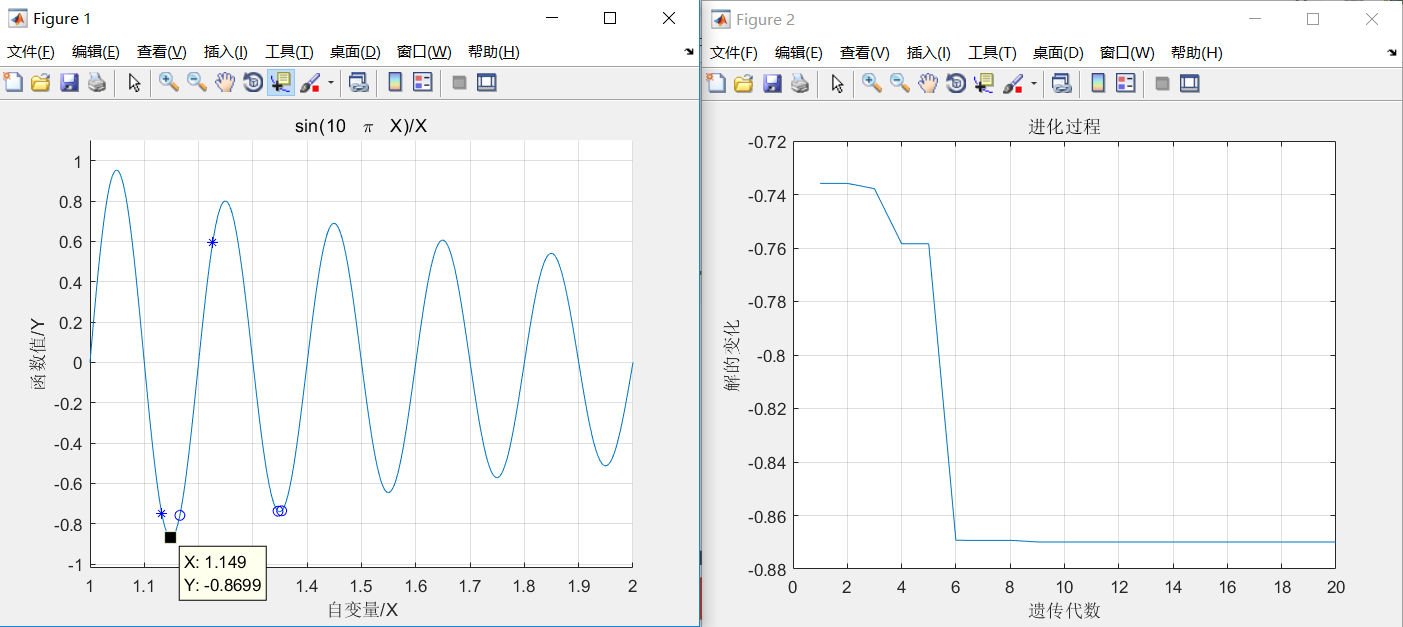 Figure 1
文件(F) 编辑(E) 查看(V) 插入(I) 工具(T) 桌面(D) 窗口(W) 帮助(H)
sin(10 π X)/X
函数值/Y
1
0.8
0.6
0.4
0.2
0
-0.2
-0.4
-0.6
-0.8
-1
X: 1.149
Y: -0.8699
1 1.1 1.4 1.5 1.6 1.7 1.8 1.9 2
自变量/X
Figure 2
文件(F) 编辑(E) 查看(V) 插入(I) 工具(T) 桌面(D) 窗口(W) 帮助(H)
进化过程
解的变化
-0.72
-0.74
-0.76
-0.78
-0.8
-0.82
-0.84
-0.86
-0.88
0 2 4 6 8 10 12 14 16 18 20
遗传代数